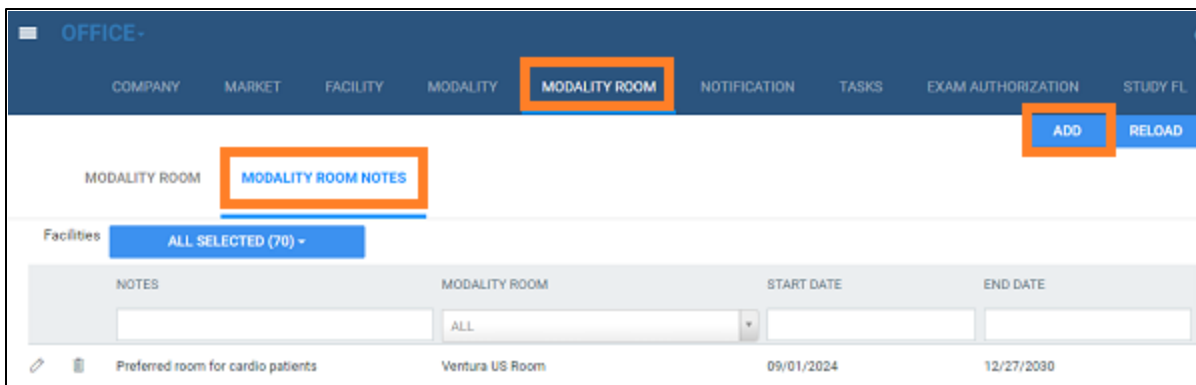 OFFICE-
COMPANY MARKET FACILITY MODALITY MODALITY ROOM NOTIFICATION TASKS EXAM AUTHORIZATION STUDY FL
ADD RELOAD
MODALITY ROOM MODALITY ROOM NOTES
Facilities ALL SELECTED (70)
NOTES MODALITY ROOM START DATE END DATE
ALL
Preferred room for cardio patients Ventura US Room 09/01/2024 12/27/2030